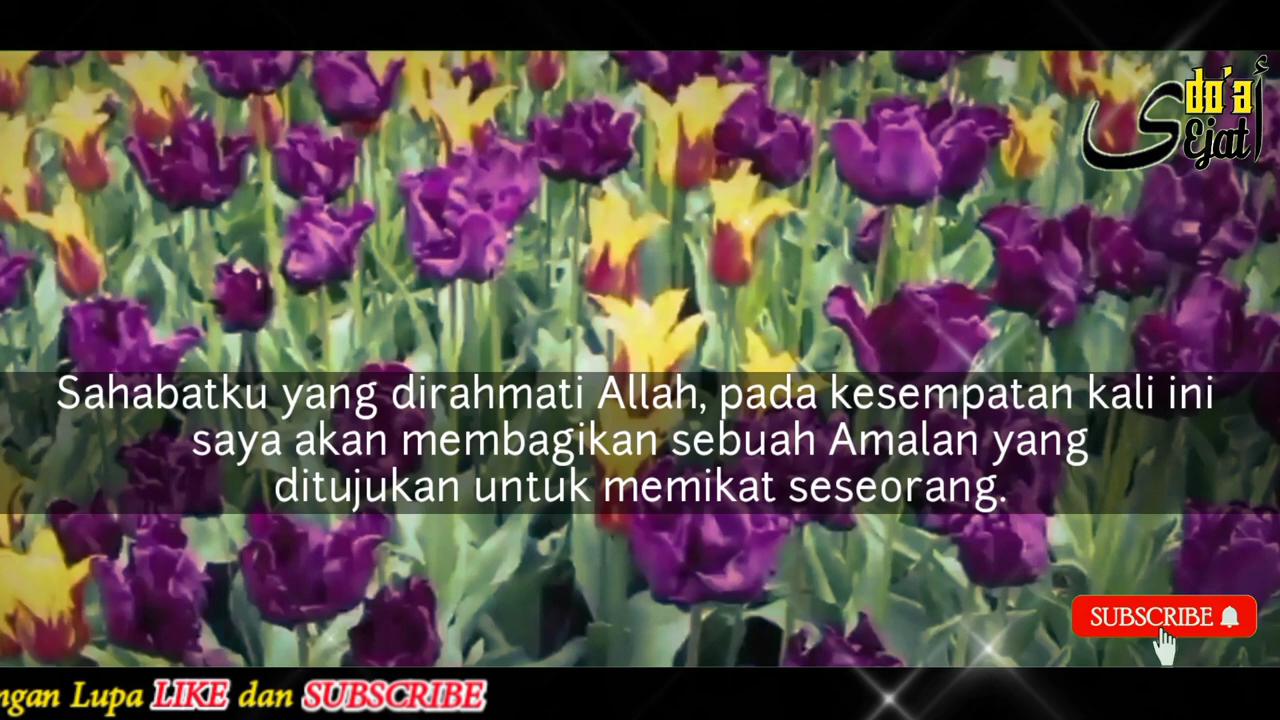 do'a
Ejati
Sahabatku yang dirahmati Allah, pada kesempatan kali ini
saya akan membagikan sebuah Amalan yang
ditujukan untuk memikat seseorang.
SUBSCRIBE
ngan Lupa LIKE dan SUBSCRIBE